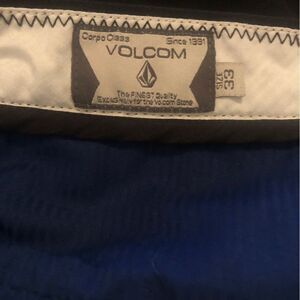 Corpo Class Since 1991
VOLCOM
The FINEST Quality
Exclusively for the Volcom Stone
SIZE 33